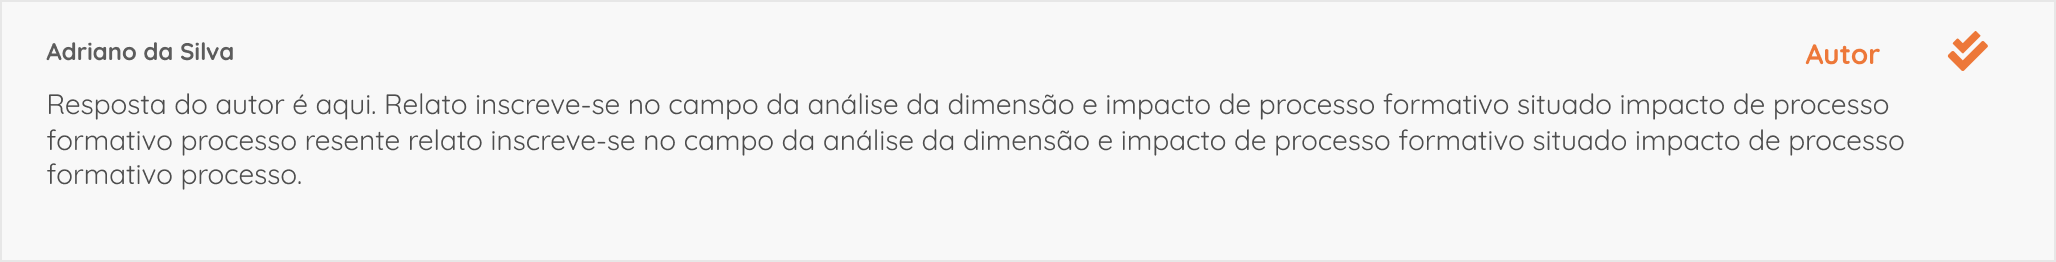 Adriano da Silva
Autor
Resposta do autor é aqui. Relato inscreve-se no campo da análise da dimensão e impacto de processo formativo situado impacto de processo
formativo processo resente relato inscreve-se no campo da análise da dimensão e impacto de processo formativo situado impacto de processo
formativo processo.